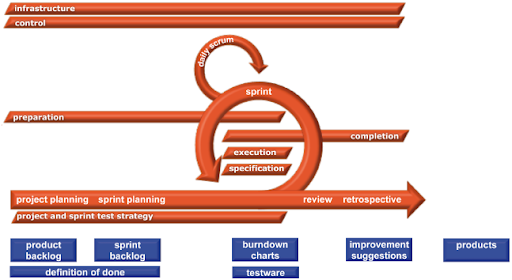 infrastructure
control
daily scrum
sprint
preparation
completion
execution
specification
project planning sprint planning review retrospective
project and sprint test strategy
product
backlog
sprint
backlog
burndown
charts
improvement
suggestions
products
definition of done
testware